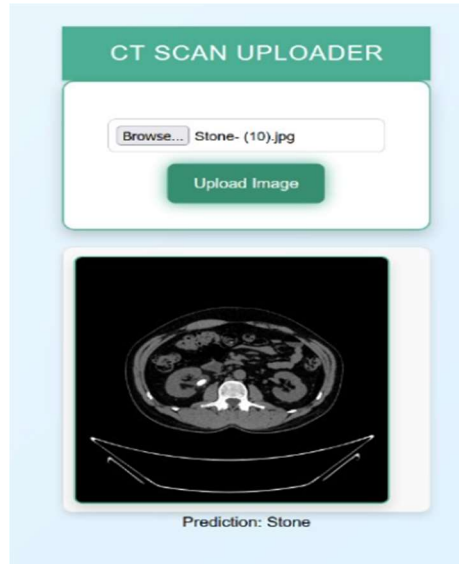 CT SCAN UPLOADER
Browse... Stone- (10).jpg
Upload Image
Prediction: Stone